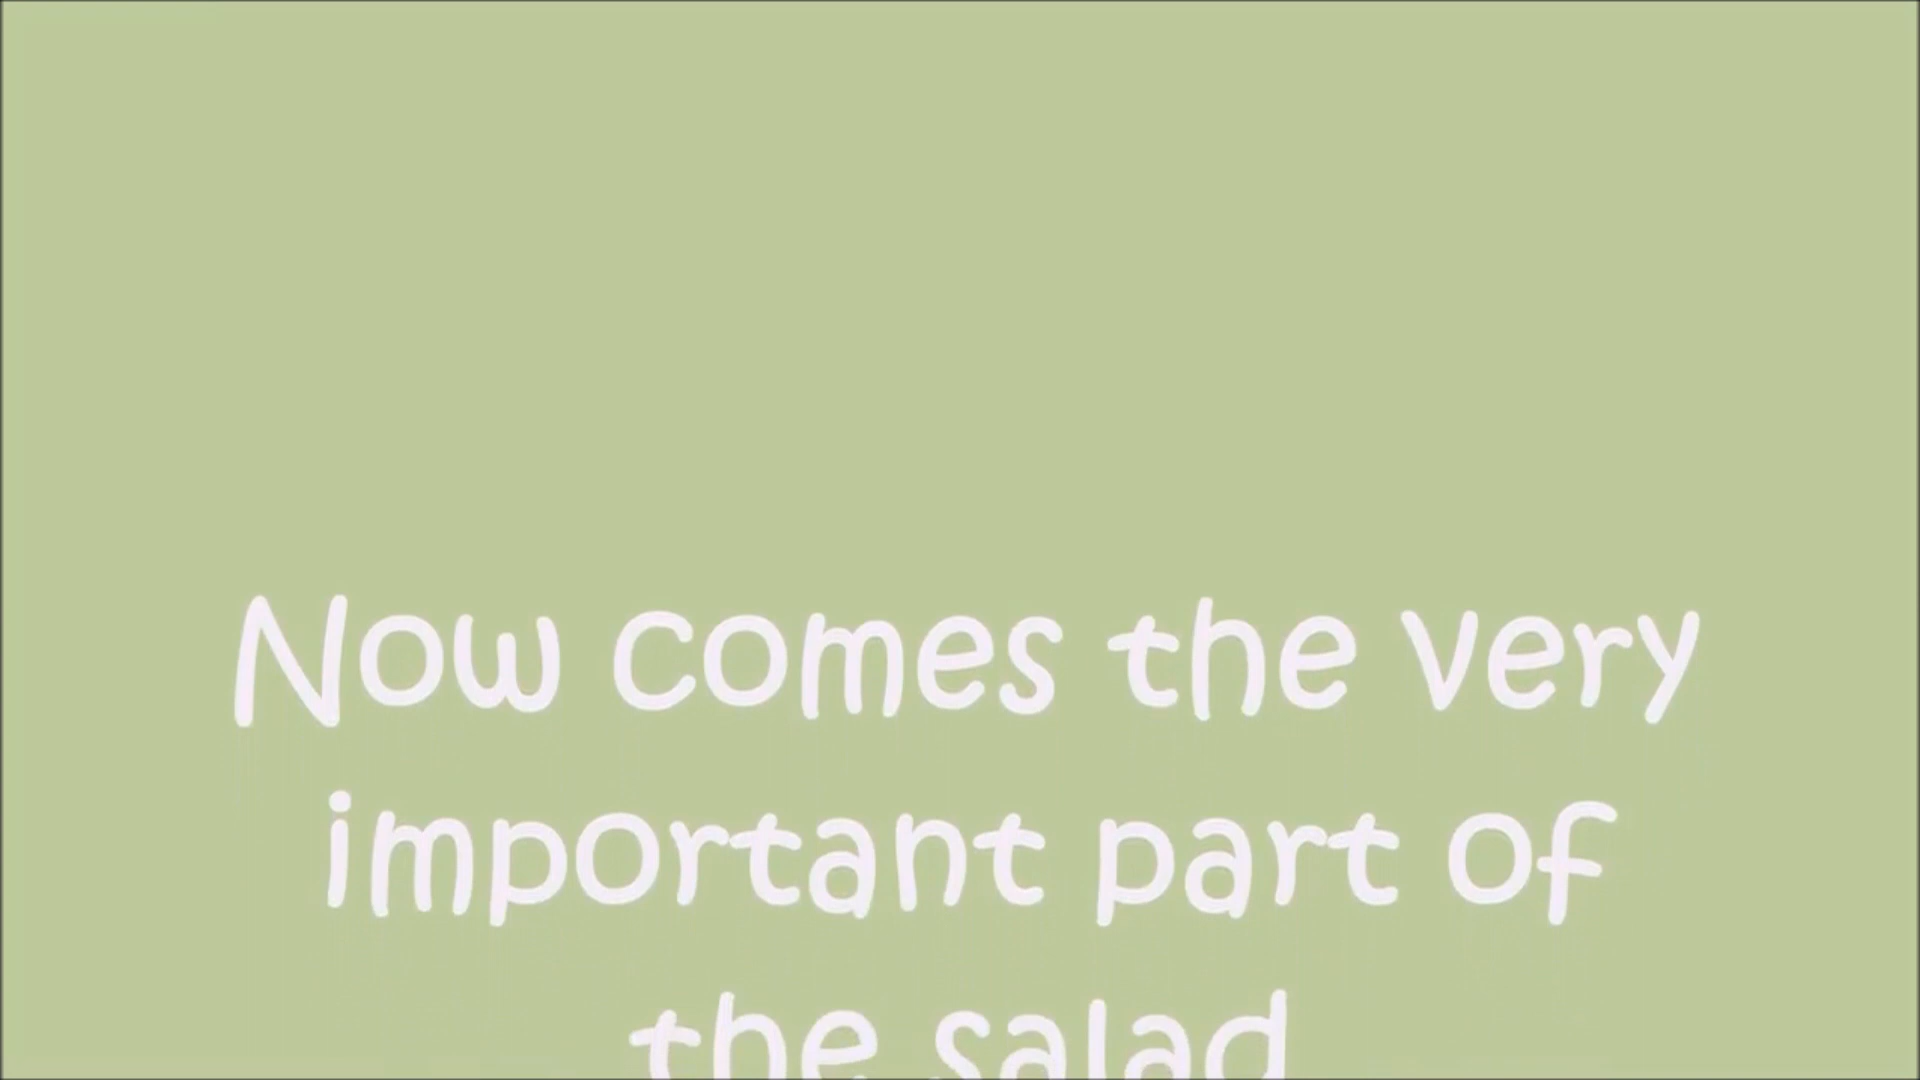 Now comes the very
important part of
the salad